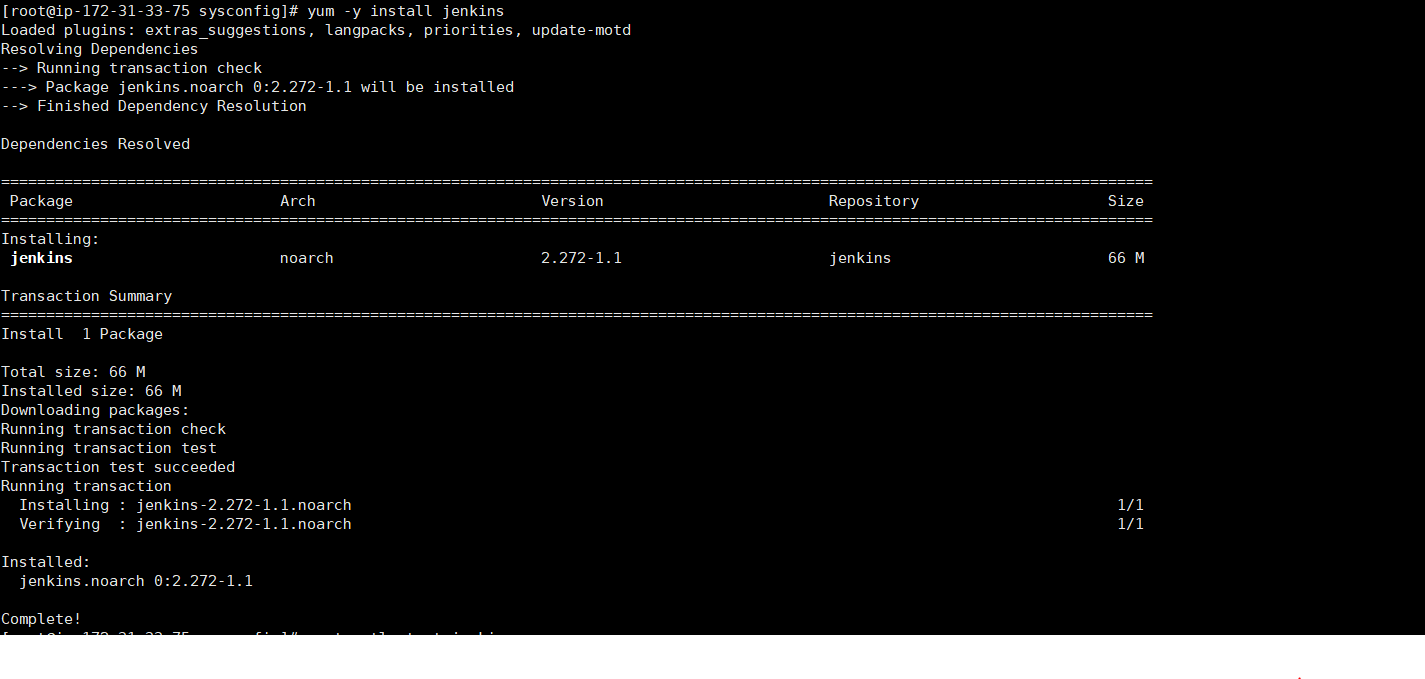 [root@ip-172-31-33-75 sysconfig]# yum -y install jenkins
Loaded plugins: extras_suggestions, langpacks, priorities, update-motd
Resolving Dependencies
--> Running transaction check
---> Package jenkins.noarch 0:2.272-1.1 will be installed
--> Finished Dependency Resolution
Dependencies Resolved
================================================================================================================================
Package Arch Version Repository Size
================================================================================================================================
Installing:
jenkins noarch 2.272-1.1 jenkins 66 M
Transaction Summary
================================================================================================================================
Install 1 Package
Total size: 66 M
Installed size: 66 M
Downloading packages:
Running transaction check
Running transaction test
Transaction test succeeded
Running transaction
Installing : jenkins-2.272-1.1.noarch 1/1
Verifying : jenkins-2.272-1.1.noarch 1/1
Installed:
jenkins.noarch 0:2.272-1.1
Complete!